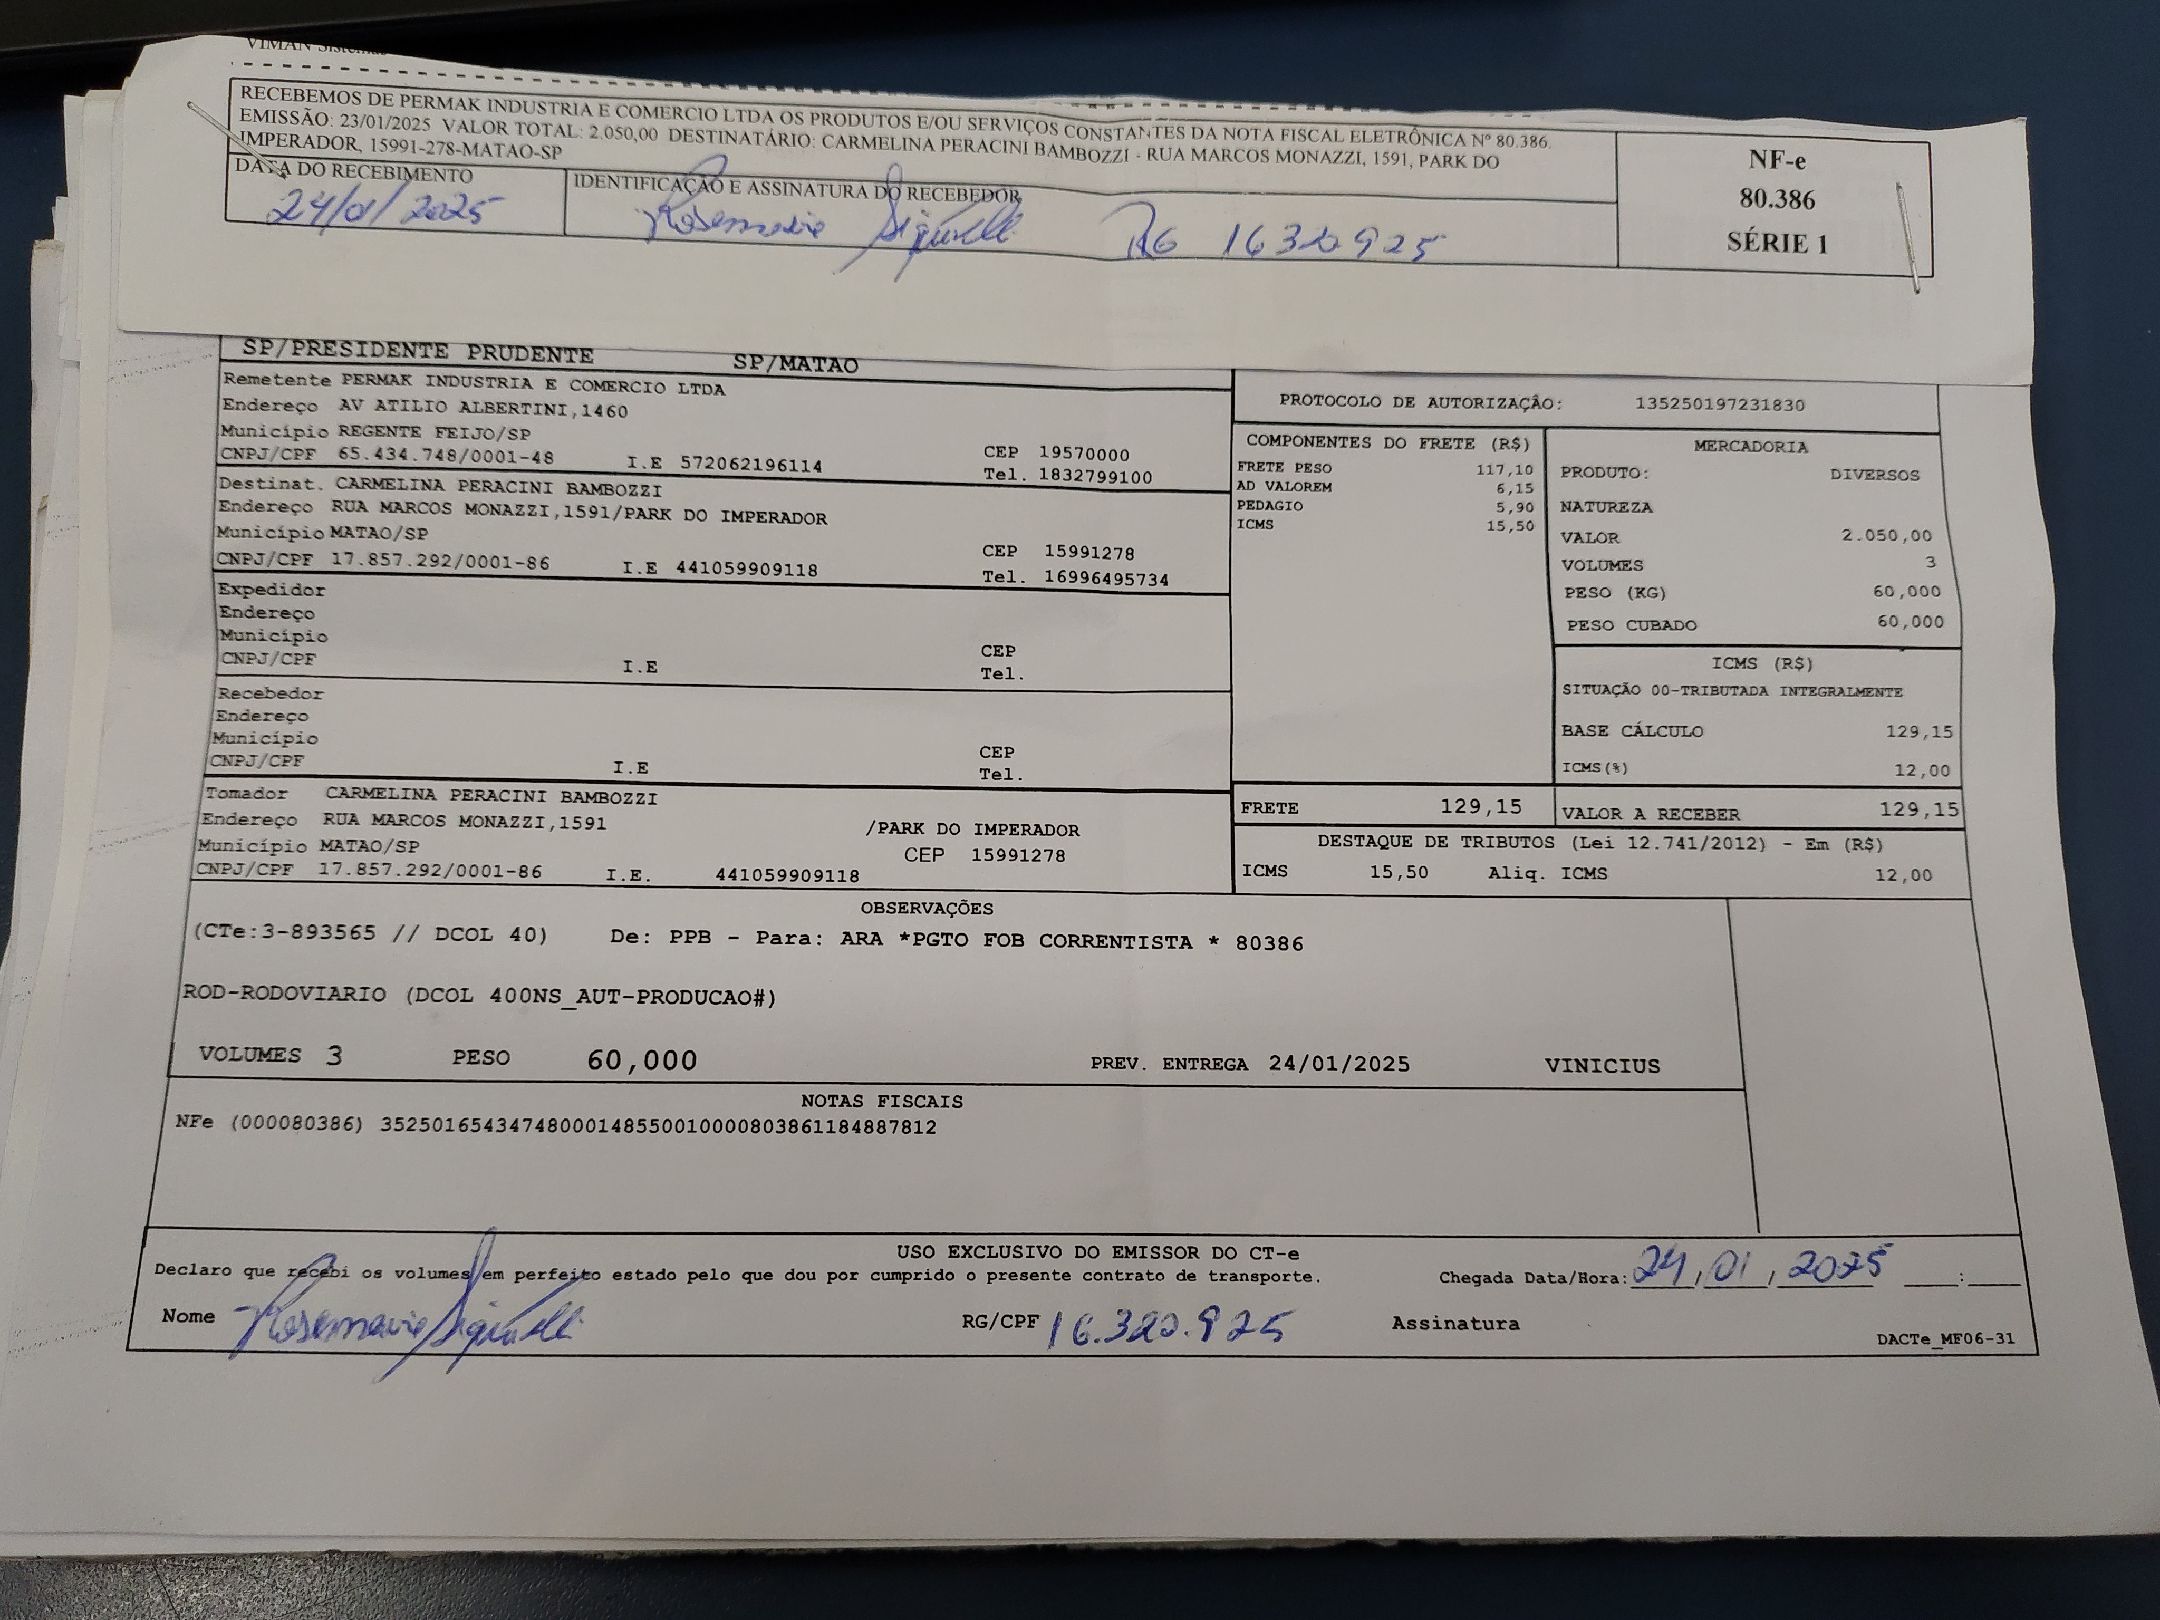 VIMAN Sistemas
RECEBEMOS DE PERMAK INDUSTRIA E COMERCIO LTDA OS PRODUTOS E/OU SERVIÇOS CONSTANTES DA NOTA FISCAL ELETRÔNICA Nº 80.386.
EMISSÃO: 23/01/2025 VALOR TOTAL: 2.050,00 DESTINATÁRIO: CARMELINA PERACINI BAMBOZZI - RUA MARCOS MONAZZI, 1591, PARK DO
IMPERADOR, 15991-278-MATAO-SP
DATA DO RECEBIMENTO
24/01/2025
IDENTIFICAÇÃO E ASSINATURA DO RECEBEDOR
Rosemarie RG 16320925
NF-e
80.386
SÉRIE 1
SP/PRESIDENTE PRUDENTE SP/MATAO
Remetente PERMAK INDUSTRIA E COMERCIO LTDA
Endereço AV ATILIO ALBERTINI,1460
Município REGENTE FEIJO/SP
CEP 19570000
CNPJ/CPF 65.434.748/0001-48 I.E 572062196114 Tel. 1832799100
Destinat. CARMELINA PERACINI BAMBOZZI
Endereço RUA MARCOS MONAZZI,1591/PARK DO IMPERADOR
Município MATAO/SP
CEP 15991278
CNPJ/CPF 17.857.292/0001-86 I.E 441059909118 Tel. 16996495734
Expedidor
Endereço
Município
CEP
CNPJ/CPF I.E Tel.
Recebedor
Endereço
Município
CEP
CNPJ/CPF I.E Tel.
Tomador CARMELINA PERACINI BAMBOZZI
Endereço RUA MARCOS MONAZZI,1591 /PARK DO IMPERADOR
Município MATAO/SP CEP 15991278
CNPJ/CPF 17.857.292/0001-86 I.E. 441059909118
PROTOCOLO DE AUTORIZAÇÃO: 135250197231830
COMPONENTES DO FRETE (R$)
FRETE PESO 117,10
AD VALOREM 6,15
PEDAGIO 5,90
ICMS 15,50
MERCADORIA
PRODUTO: DIVERSOS
NATUREZA
VALOR 2.050,00
VOLUMES 3
PESO (KG) 60,000
PESO CUBADO 60,000
ICMS (R$)
SITUAÇÃO 00-TRIBUTADA INTEGRALMENTE
BASE CÁLCULO 129,15
ICMS(%) 12,00
FRETE 129,15 VALOR A RECEBER 129,15
DESTAQUE DE TRIBUTOS (Lei 12.741/2012) - Em (R$)
ICMS 15,50 Aliq. ICMS 12,00
OBSERVAÇÕES
(CTe:3-893565 // DCOL 40) De: PPB - Para: ARA *PGTO FOB CORRENTISTA * 80386
ROD-RODOVIARIO (DCOL 400NS_AUT-PRODUCAO#)
VOLUMES 3 PESO 60,000 PREV. ENTREGA 24/01/2025 VINICIUS
NOTAS FISCAIS
NFe (000080386) 35250165434748000148550010000803861184887812
USO EXCLUSIVO DO EMISSOR DO CT-e
Declaro que recebi os volumes em perfeito estado pelo que dou por cumprido o presente contrato de transporte. Chegada Data/Hora: 24,01,2025 :
Nome Rosemarie RG/CPF 16.320.925 Assinatura
DACTe_MF06-31